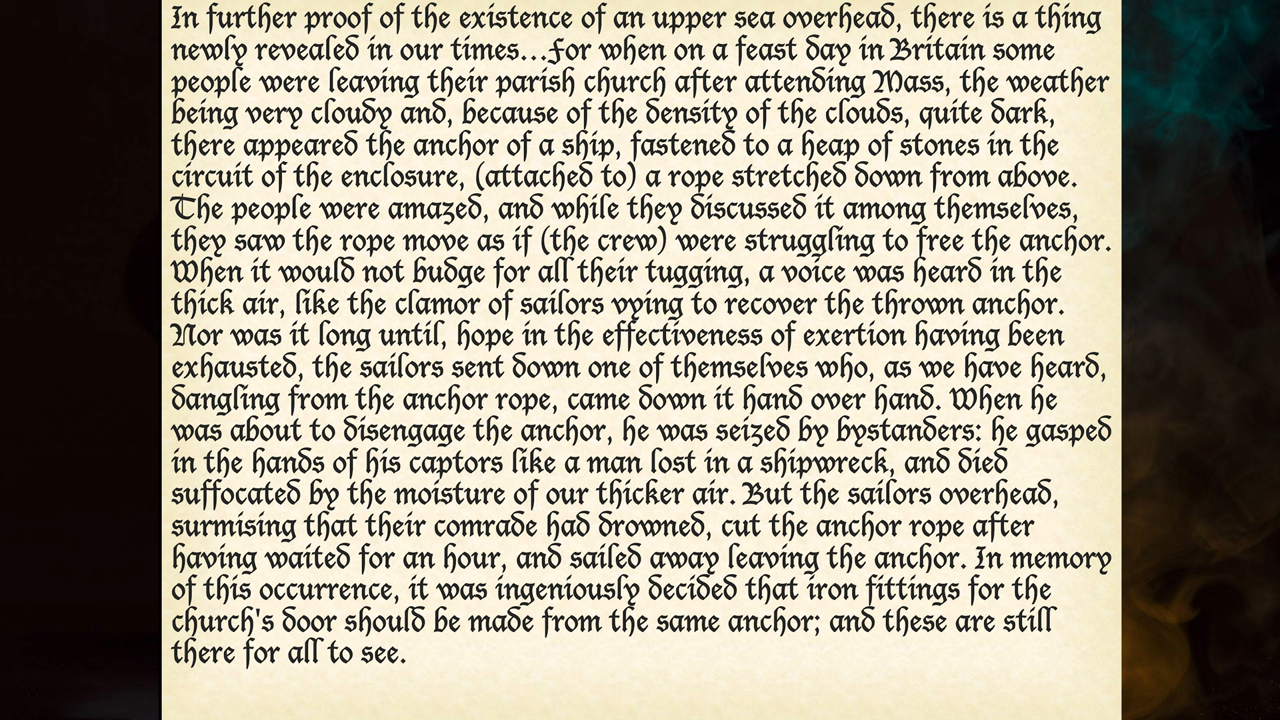 In further proof of the existence of an upper sea overhead, there is a thing
newly revealed in our times...For when on a feast day in Britain some
people were leaving their parish church after attending Mass, the weather
being very cloudy and, because of the density of the clouds, quite dark,
there appeared the anchor of a ship, fastened to a heap of stones in the
circuit of the enclosure, (attached to) a rope stretched down from above.
The people were amazed, and while they discussed it among themselves,
they saw the rope move as if (the crew) were struggling to free the anchor.
When it would not budge for all their tugging, a voice was heard in the
thick air, like the clamor of sailors vying to recover the thrown anchor.
Nor was it long until, hope in the effectiveness of exertion having been
exhausted, the sailors sent down one of themselves who, as we have heard,
dangling from the anchor rope, came down it hand over hand. When he
was about to disengage the anchor, he was seized by bystanders: he gasped
in the hands of his captors like a man lost in a shipwreck, and died
suffocated by the moisture of our thicker air. But the sailors overhead,
surmising that their comrade had drowned, cut the anchor rope after
having waited for an hour, and sailed away leaving the anchor. In memory
of this occurrence, it was ingeniously decided that iron fittings for the
church's door should be made from the same anchor; and these are still
there for all to see.